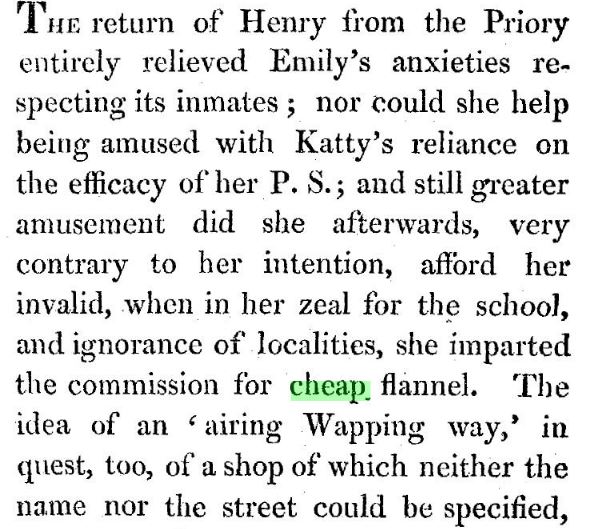 THE return of Henry from the Priory
entirely relieved Emily's anxieties re-
specting its inmates; nor could she help
being amused with Katty's reliance on
the efficacy of her P. S.; and still greater
amusement did she afterwards, very
contrary to her intention, afford her
invalid, when in her zeal for the school,
and ignorance of localities, she imparted
the commission for cheap flannel. The
idea of an 'airing Wapping way,' in
quest, too, of a shop of which neither the
name nor the street could be specified,